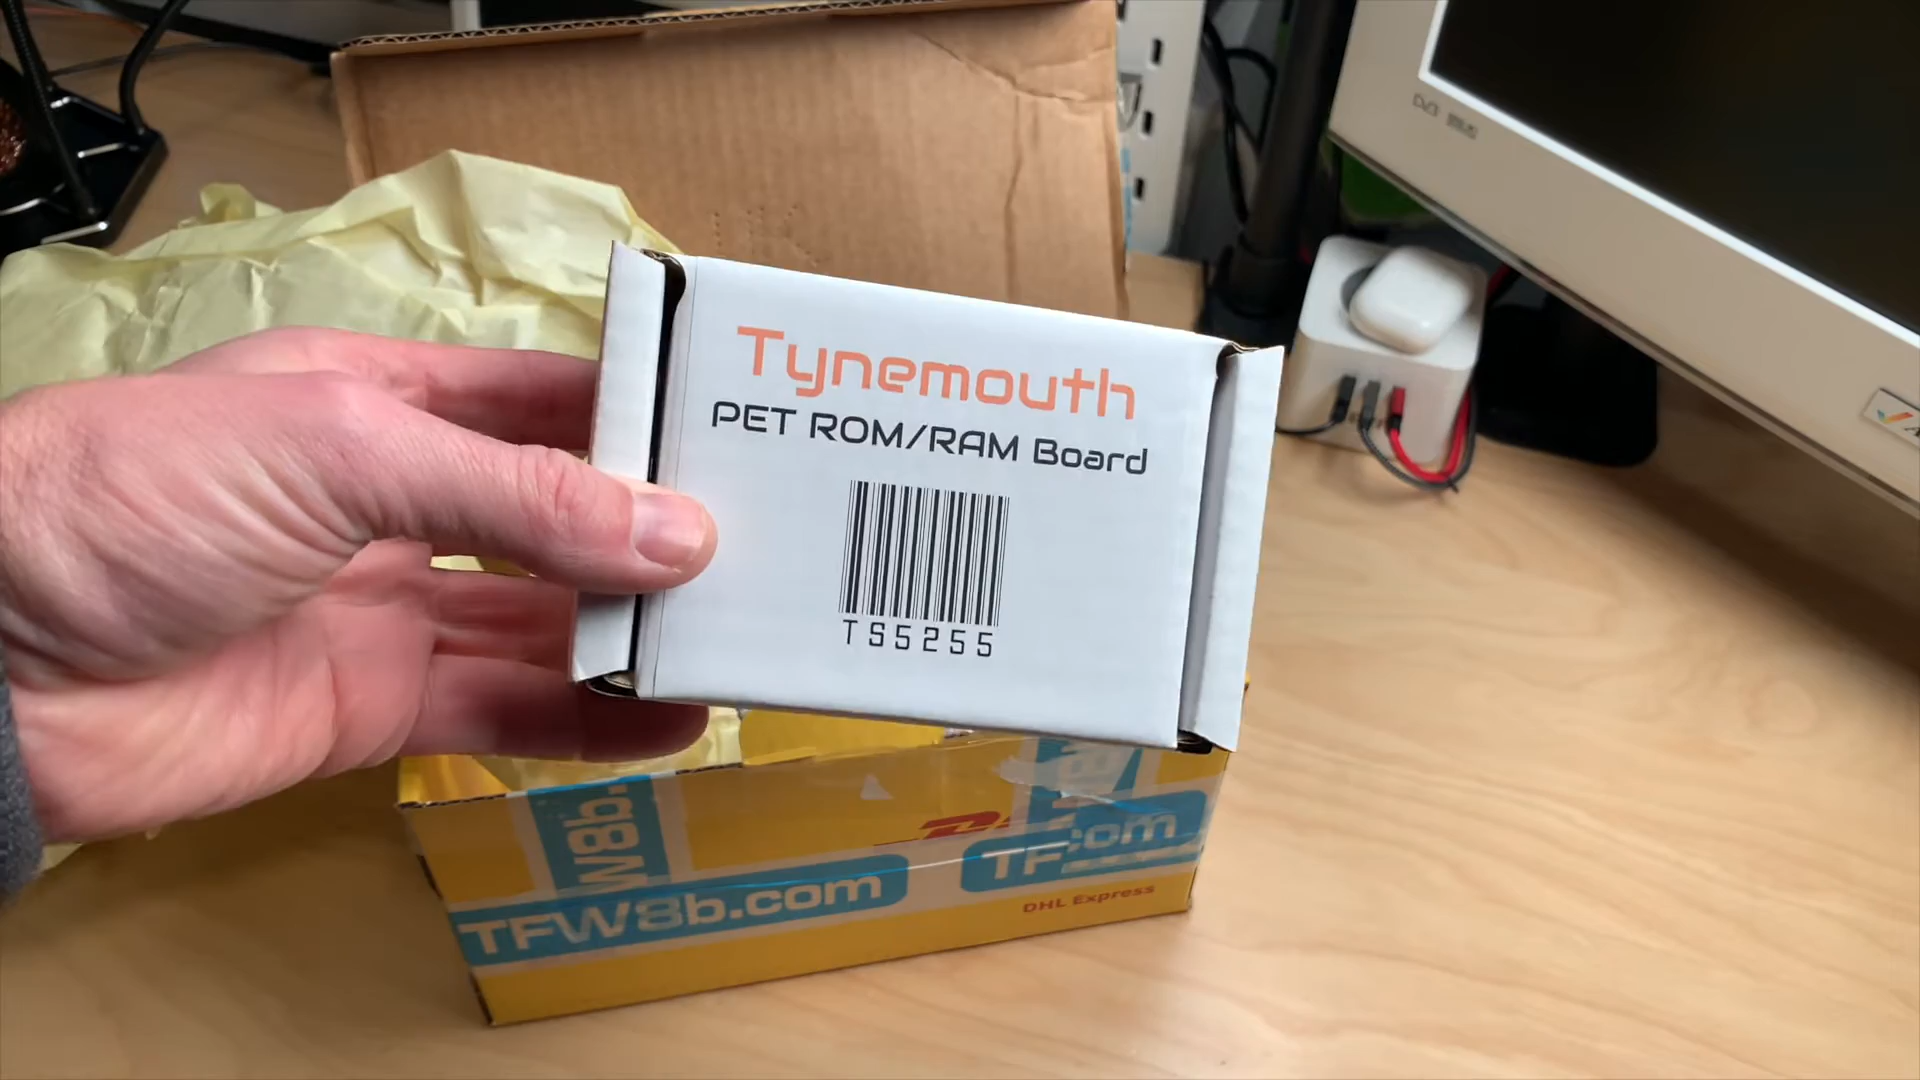 Tynemouth
PET ROM/RAM Board
TS5255
W8b.
TFW8b.com
TF
.com
DHL Express